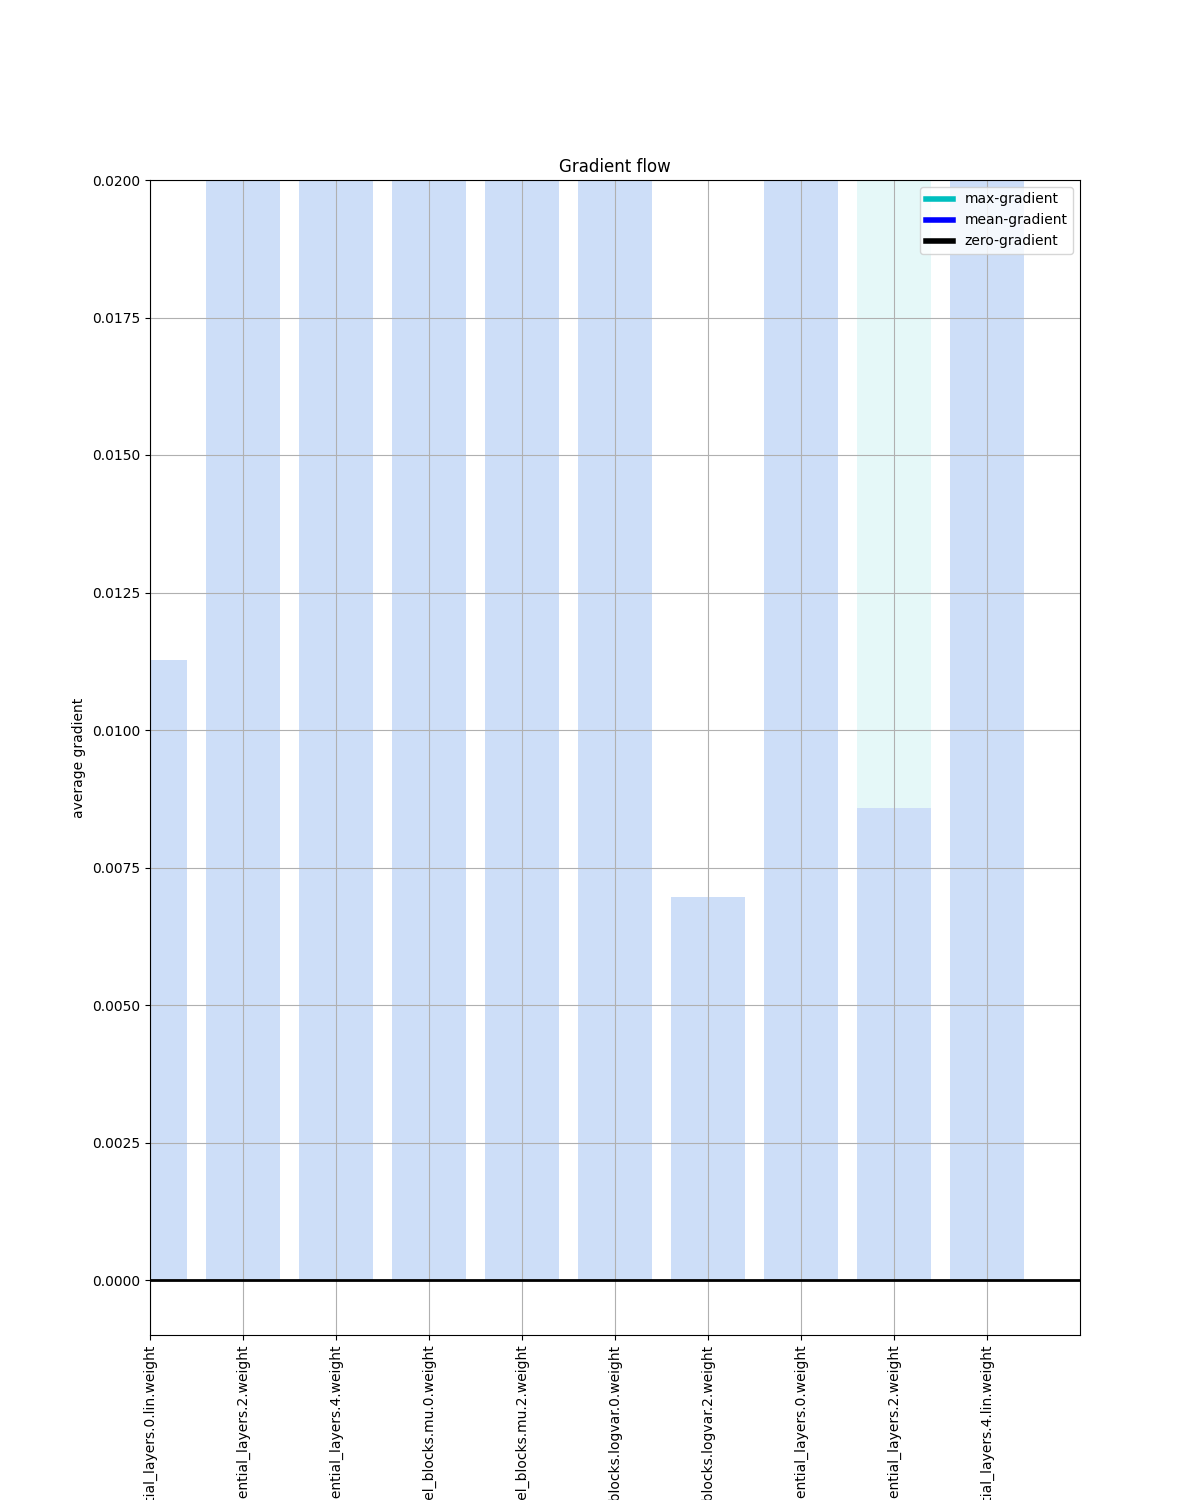 Gradient flow
max-gradient
mean-gradient
zero-gradient
0.0200
0.0175
0.0150
0.0125
0.0100
0.0075
0.0050
0.0025
0.0000
average gradient
tial_layers.0.lin.weight
ential_layers.2.weight
ential_layers.4.weight
el_blocks.mu.0.weight
el_blocks.mu.2.weight
blocks.logvar.0.weight
blocks.logvar.2.weight
ential_layers.0.weight
ential_layers.2.weight
tial_layers.4.lin.weight